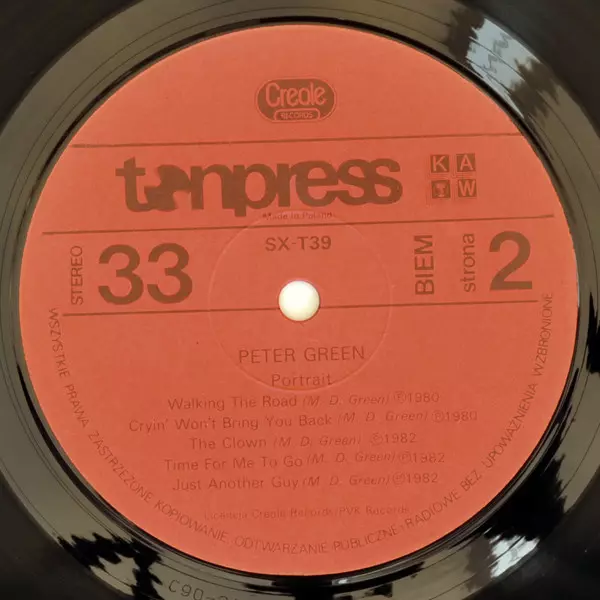 Creole
RECORDS
tonpress
KAW
Made in Poland
SX-T39
STEREO
33
BIEM
strona
2
PETER GREEN
Portrait
Walking The Road (M. D. Green) ℗1980
Cryin' Won't Bring You Back (M. D. Green) ℗1980
The Clown (M. D. Green) ℗1982
Time For Me To Go (M. D. Green) ℗1982
Just Another Guy (M. D. Green) ℗1982
Licencja Creole Records/PVK Records
WSZYSTKIE PRAWA ZASTRZEŻONE KOPIOWANIE, ODTWARZANIE PUBLICZNE I RADIOWE BEZ UPOWAŻNIENIA WZBRONIONE